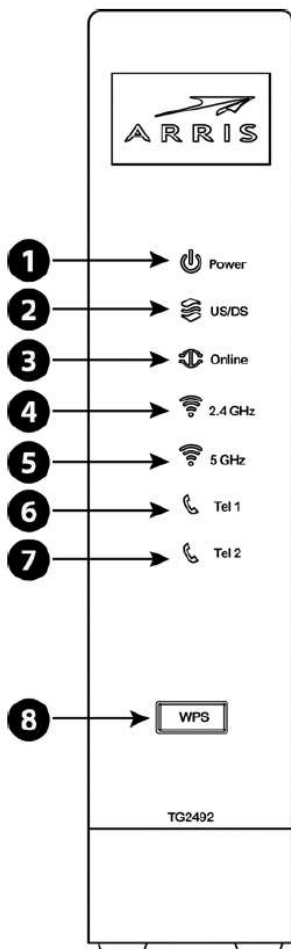 ARRIS
1 Power
2 US/DS
3 Online
4 2.4 GHz
5 5 GHz
6 Tel 1
7 Tel 2
8 WPS
TG2492